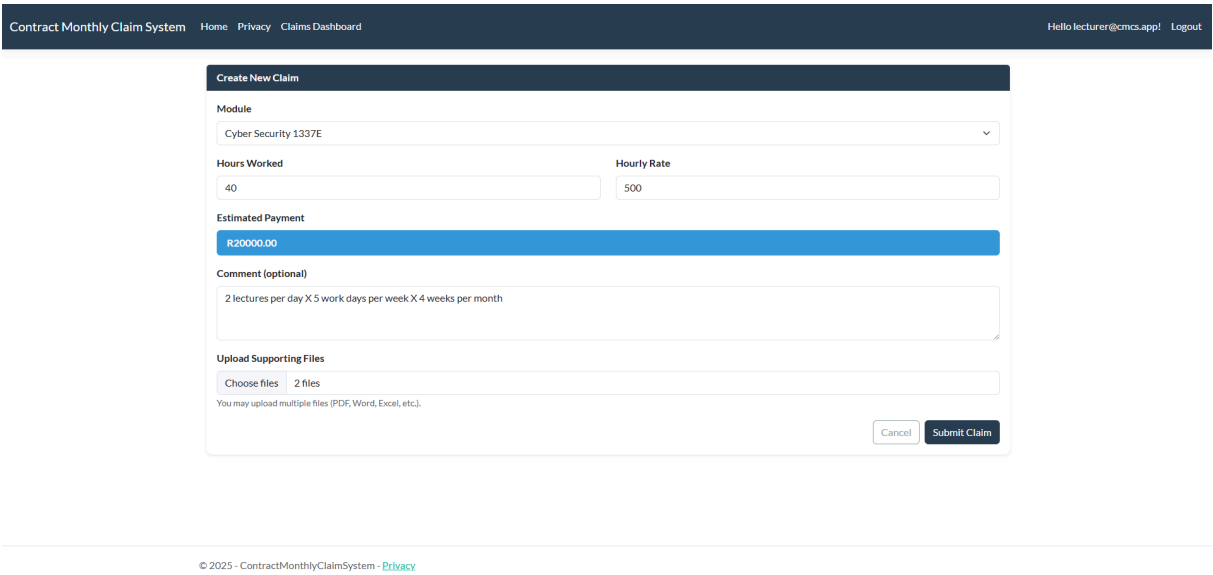 Contract Monthly Claim System Home Privacy Claims Dashboard Hello lecturer@cmcs.app! Logout
Create New Claim
Module
Cyber Security 1337E
Hours Worked Hourly Rate
40 500
Estimated Payment
R20000.00
Comment (optional)
2 lectures per day X 5 work days per week X 4 weeks per month
Upload Supporting Files
Choose files 2 files
You may upload multiple files (PDF, Word, Excel, etc.).
Cancel Submit Claim
© 2025 - ContractMonthlyClaimSystem - Privacy